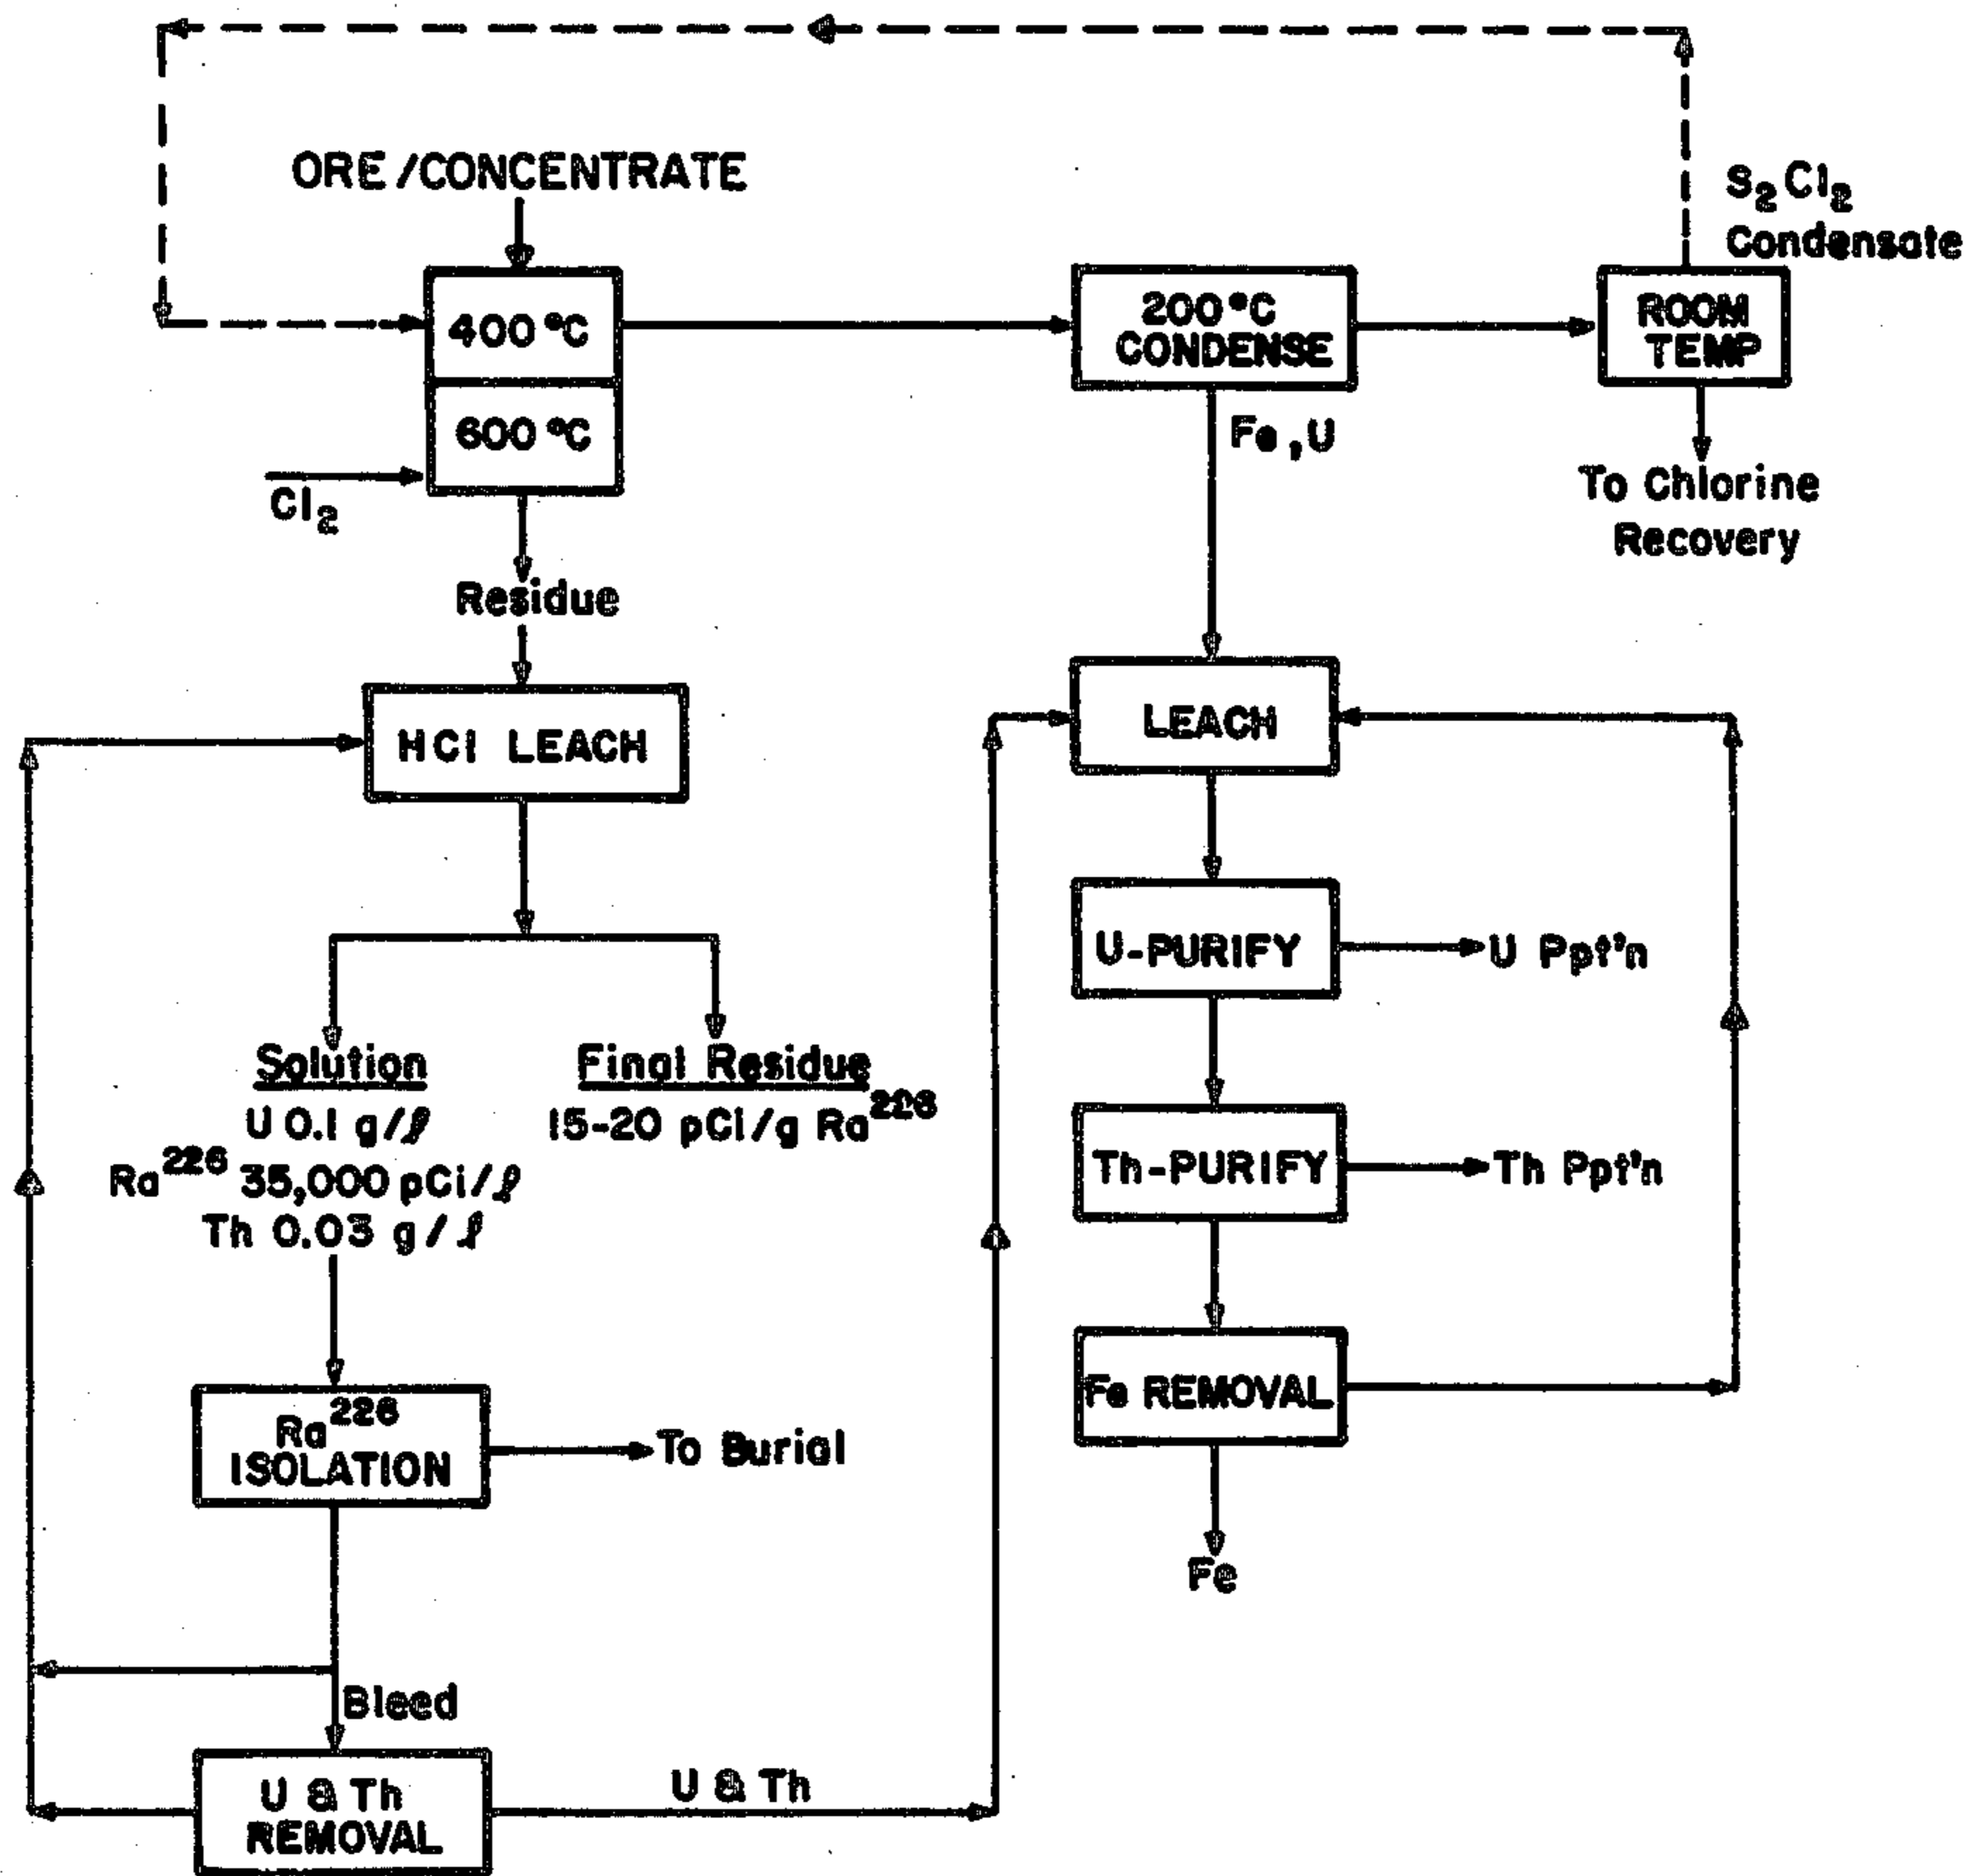 ORE/CONCENTRATE
S₂Cl₂
Condensate
400°C
600°C
Cl₂
200°C
CONDENSE
ROOM
TEMP
Fe, U
To Chlorine
Recovery
Residue
HCl LEACH
LEACH
U-PURIFY
U Ppt'n
Solution
U 0.1 g/ℓ
Ra²²⁶ 35,000 pCi/ℓ
Th 0.03 g/ℓ
Final Residue
15-20 pCi/g Ra²²⁶
Th-PURIFY
Th Ppt'n
Fe REMOVAL
Fe
Ra²²⁶
ISOLATION
To Burial
Bleed
U & Th
REMOVAL
U & Th